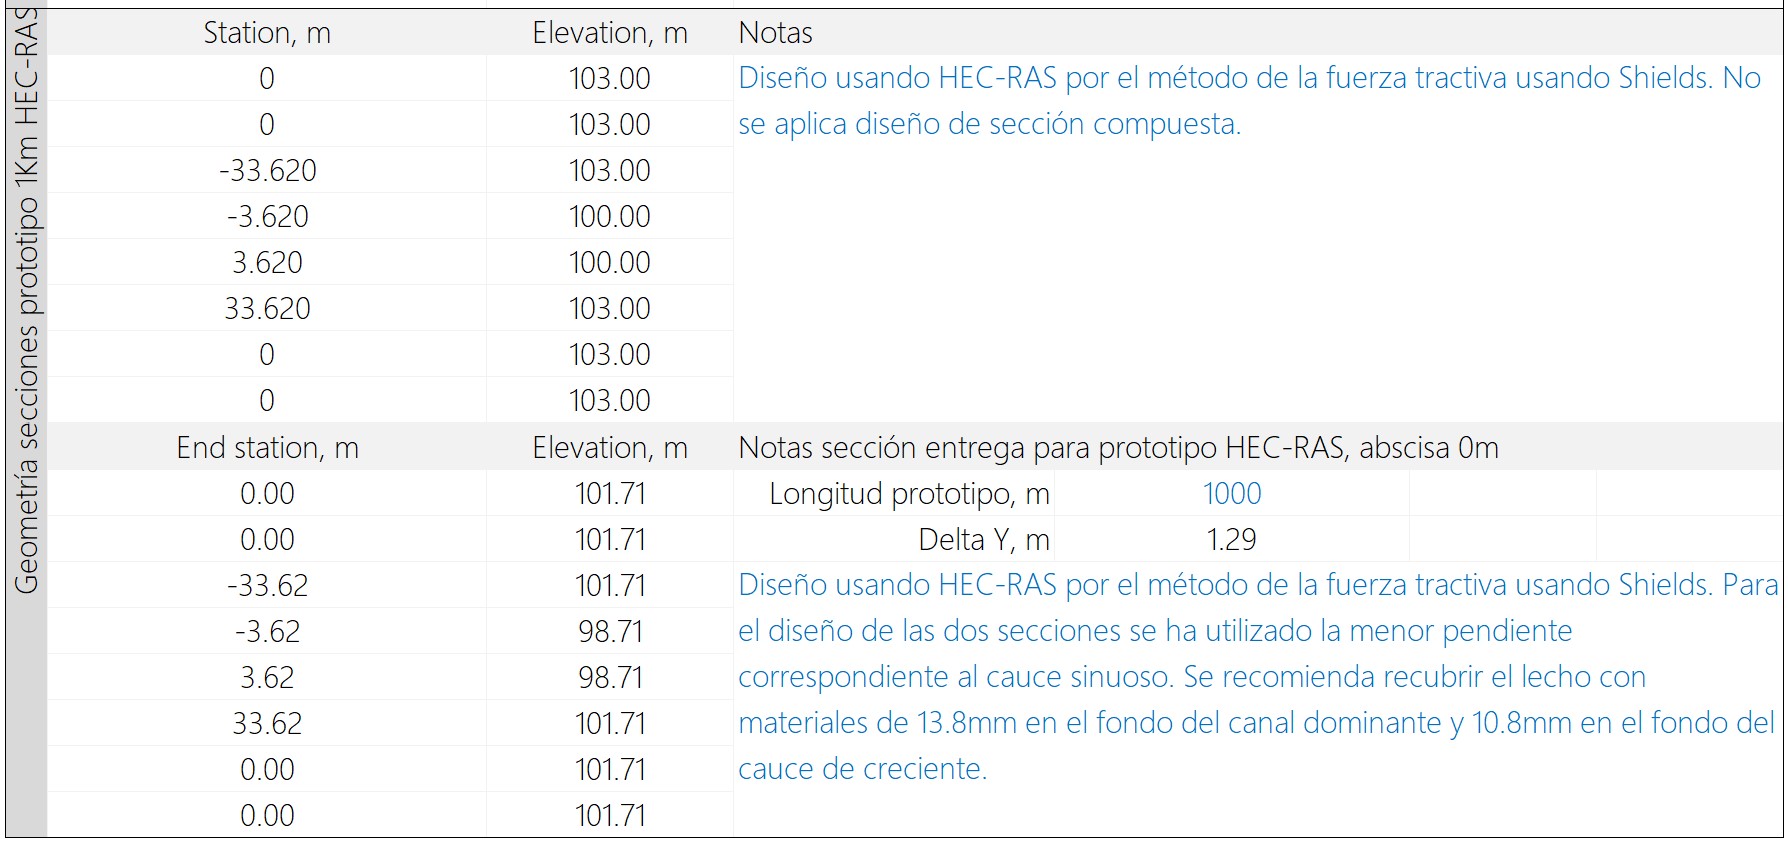 Geometría secciones prototipo 1Km HEC-RAS
Station, m Elevation, m Notas
0 103.00 Diseño usando HEC-RAS por el método de la fuerza tractiva usando Shields. No
0 103.00 se aplica diseño de sección compuesta.
-33.620 103.00
-3.620 100.00
3.620 100.00
33.620 103.00
0 103.00
0 103.00
End station, m Elevation, m Notas sección entrega para prototipo HEC-RAS, abscisa 0m
0.00 101.71 Longitud prototipo, m 1000
0.00 101.71 Delta Y, m 1.29
-33.62 101.71 Diseño usando HEC-RAS por el método de la fuerza tractiva usando Shields. Para
-3.62 98.71 el diseño de las dos secciones se ha utilizado la menor pendiente
3.62 98.71 correspondiente al cauce sinuoso. Se recomienda recubrir el lecho con
33.62 101.71 materiales de 13.8mm en el fondo del canal dominante y 10.8mm en el fondo del
0.00 101.71 cauce de creciente.
0.00 101.71